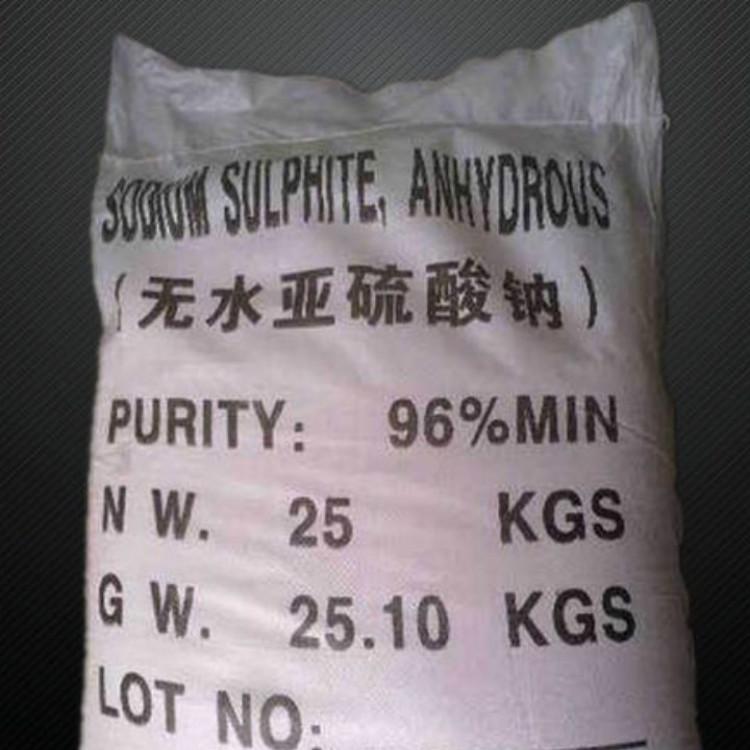 SODIUM SULPHITE, ANHYDROUS
(无水亚硫酸钠)
PURITY: 96%MIN
N W. 25 KGS
G W. 25.10 KGS
LOT NO: